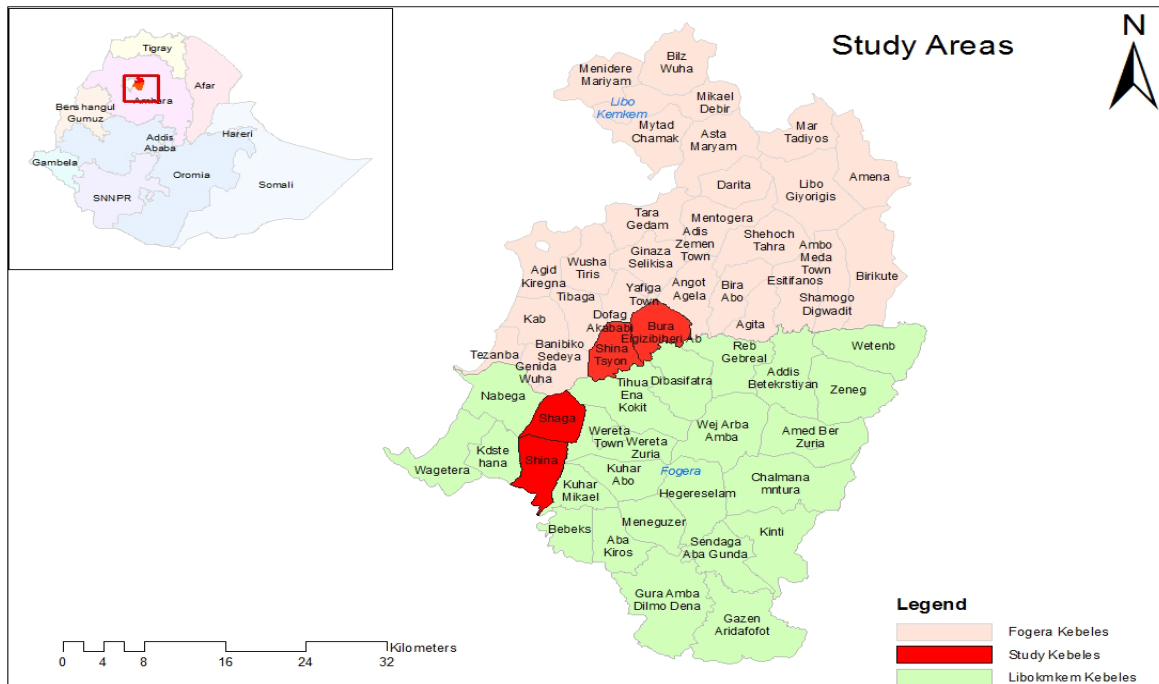 Study Areas
N
Tigray
Afar
Amhara
Benshangul
Gumuz
Addis
Ababa
Hareri
Gambela
Oromia
Somali
SNNPR
Bilz
Wuha
Menidere
Mariyam
Libo
Kemkem
Mikael
Debir
Mytad
Chamak
Asta
Maryam
Mar
Tadiyos
Amena
Darita
Libo
Giyorigis
Tara
Gedam
Mentogera
Adis
Zemen
Town
Shehoch
Tahra
Ginaza
Selikisa
Ambo
Meda
Town
Wusha
Tiris
Agid
Kiregna
Birikute
Tibaga
Yafiga
Town
Angot
Agela
Bira
Abo
Esitifanos
Shamogo
Digwadit
Kab
Dofag
Akababi
Bura
Egizibiheri Ab
Agita
Banibiko
Sedeya
Shina
Tsyon
Tezanba
Genida
Wuha
Reb
Gebreal
Wetenb
Addis
Betekrstiyan
Zeneg
Nabega
Tihua
Ena
Kokit
Dibasifatra
Shaga
Wereta
Town
Wereta
Zuria
Wej Arba
Amba
Amed Ber
Zuria
Kdste
hana
Wagetera
Shina
Kuhar
Mikael
Kuhar
Abo
Fogera
Hegereselam
Chalmana
mntura
Bebeks
Aba
Kiros
Meneguzer
Sendaga
Aba Gunda
Kinti
Gura Amba
Dilmo Dena
Gazen
Aridafofot
Legend
Fogera Kebeles
Study Kebeles
Libokmkem Kebeles
Kilometers
0 4 8 16 24 32